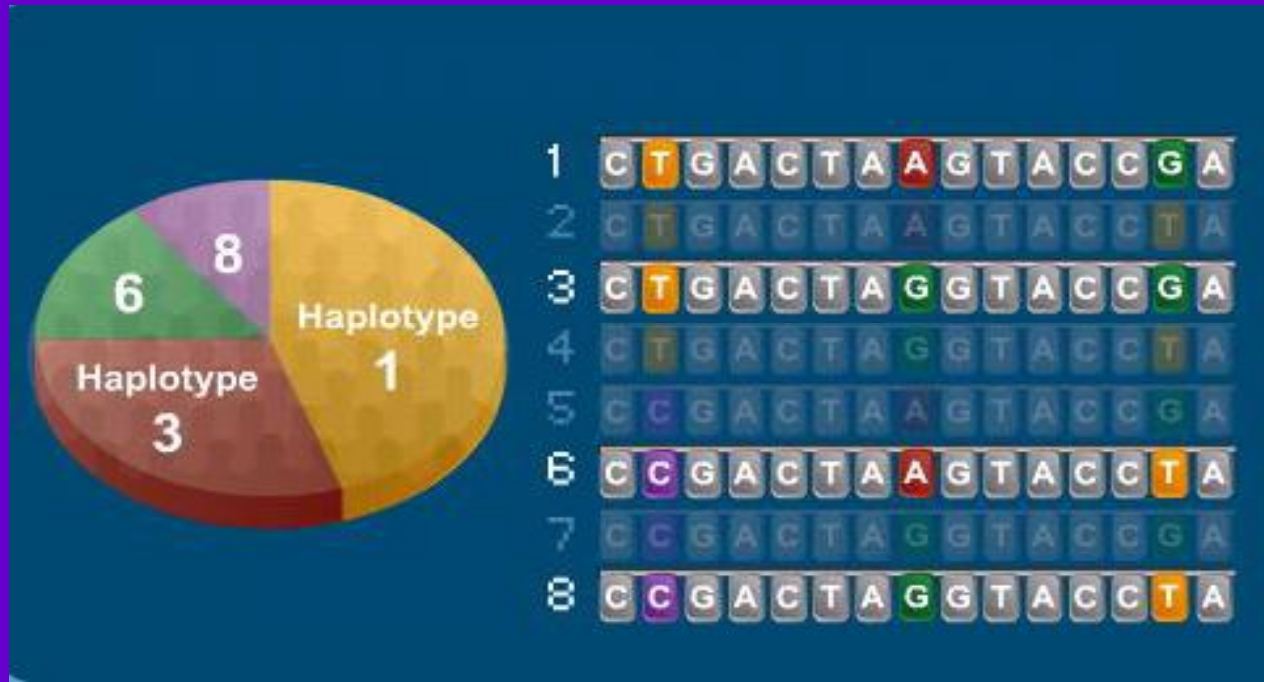 8
6
Haplotype
1
Haplotype
3
1 C T G A C T A A G T A C C G A
2 C T G A C T A A G T A C C T A
3 C T G A C T A G G T A C C G A
4 C T G A C T A G G T A C C T A
5 C C G A C T A A G T A C C G A
6 C C G A C T A A G T A C C T A
7 C C G A C T A G G T A C C G A
8 C C G A C T A G G T A C C T A